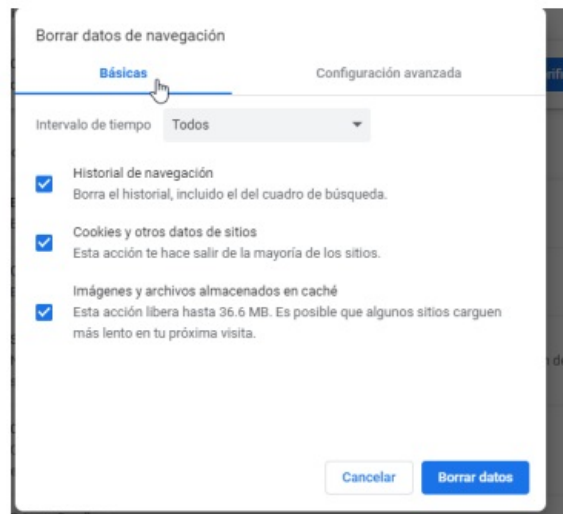 Borrar datos de navegación
Básicas
Configuración avanzada
Intervalo de tiempo Todos
Historial de navegación
Borra el historial, incluido el del cuadro de búsqueda.
Cookies y otros datos de sitios
Esta acción te hace salir de la mayoría de los sitios.
Imágenes y archivos almacenados en caché
Esta acción libera hasta 36.6 MB. Es posible que algunos sitios carguen
más lento en tu próxima visita.
Cancelar
Borrar datos